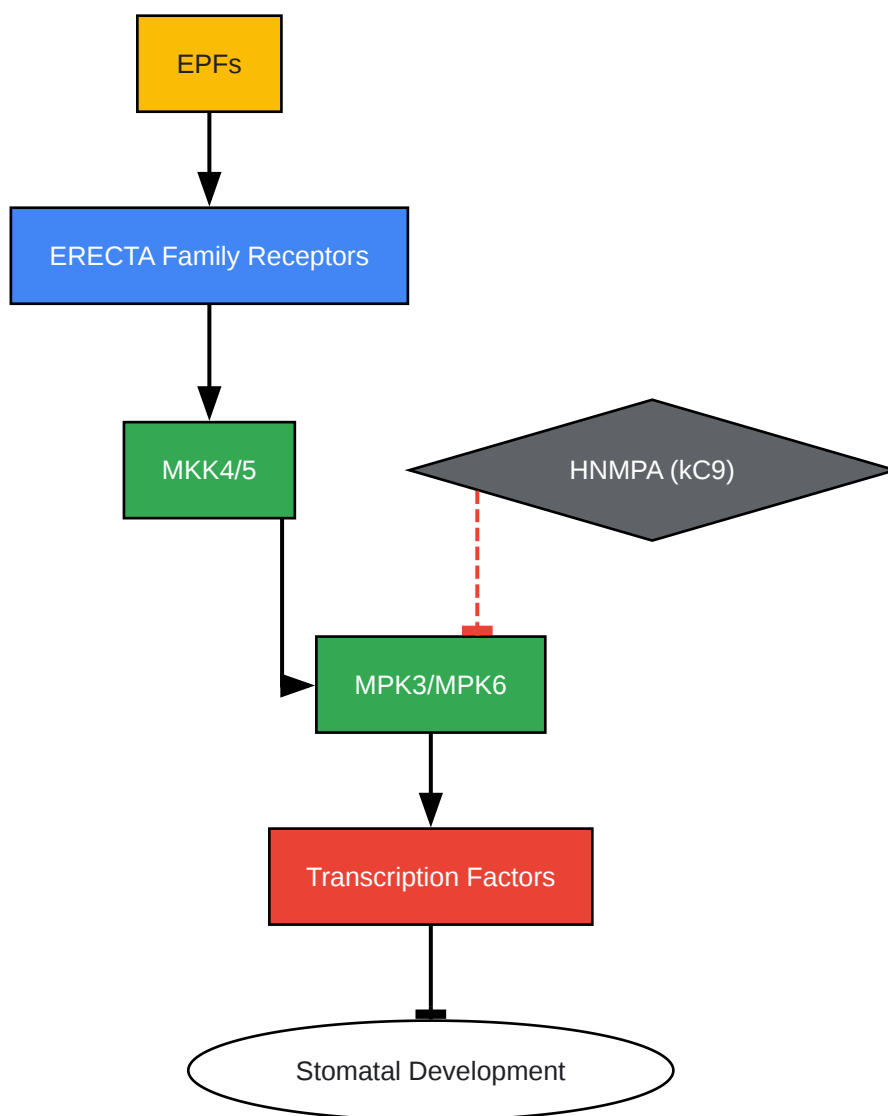 EPFs
ERECTA Family Receptors
MKK4/5
HNMPA (kC9)
MPK3/MPK6
Transcription Factors
Stomatal Development